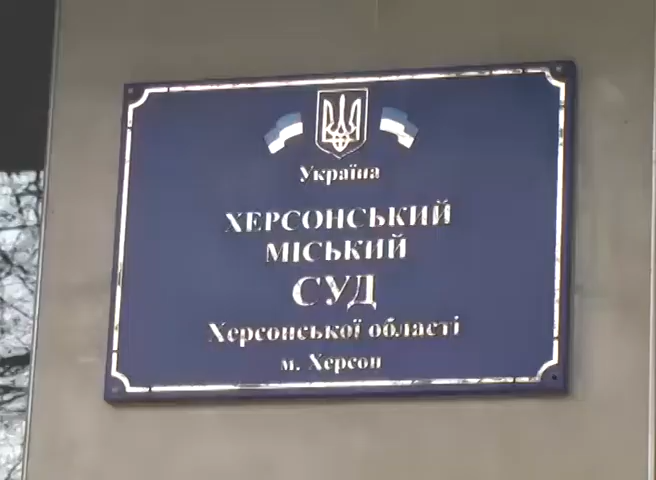 Україна
ХЕРСОНСЬКИЙ
МІСЬКИЙ
СУД
Херсонської області
м. Херсон